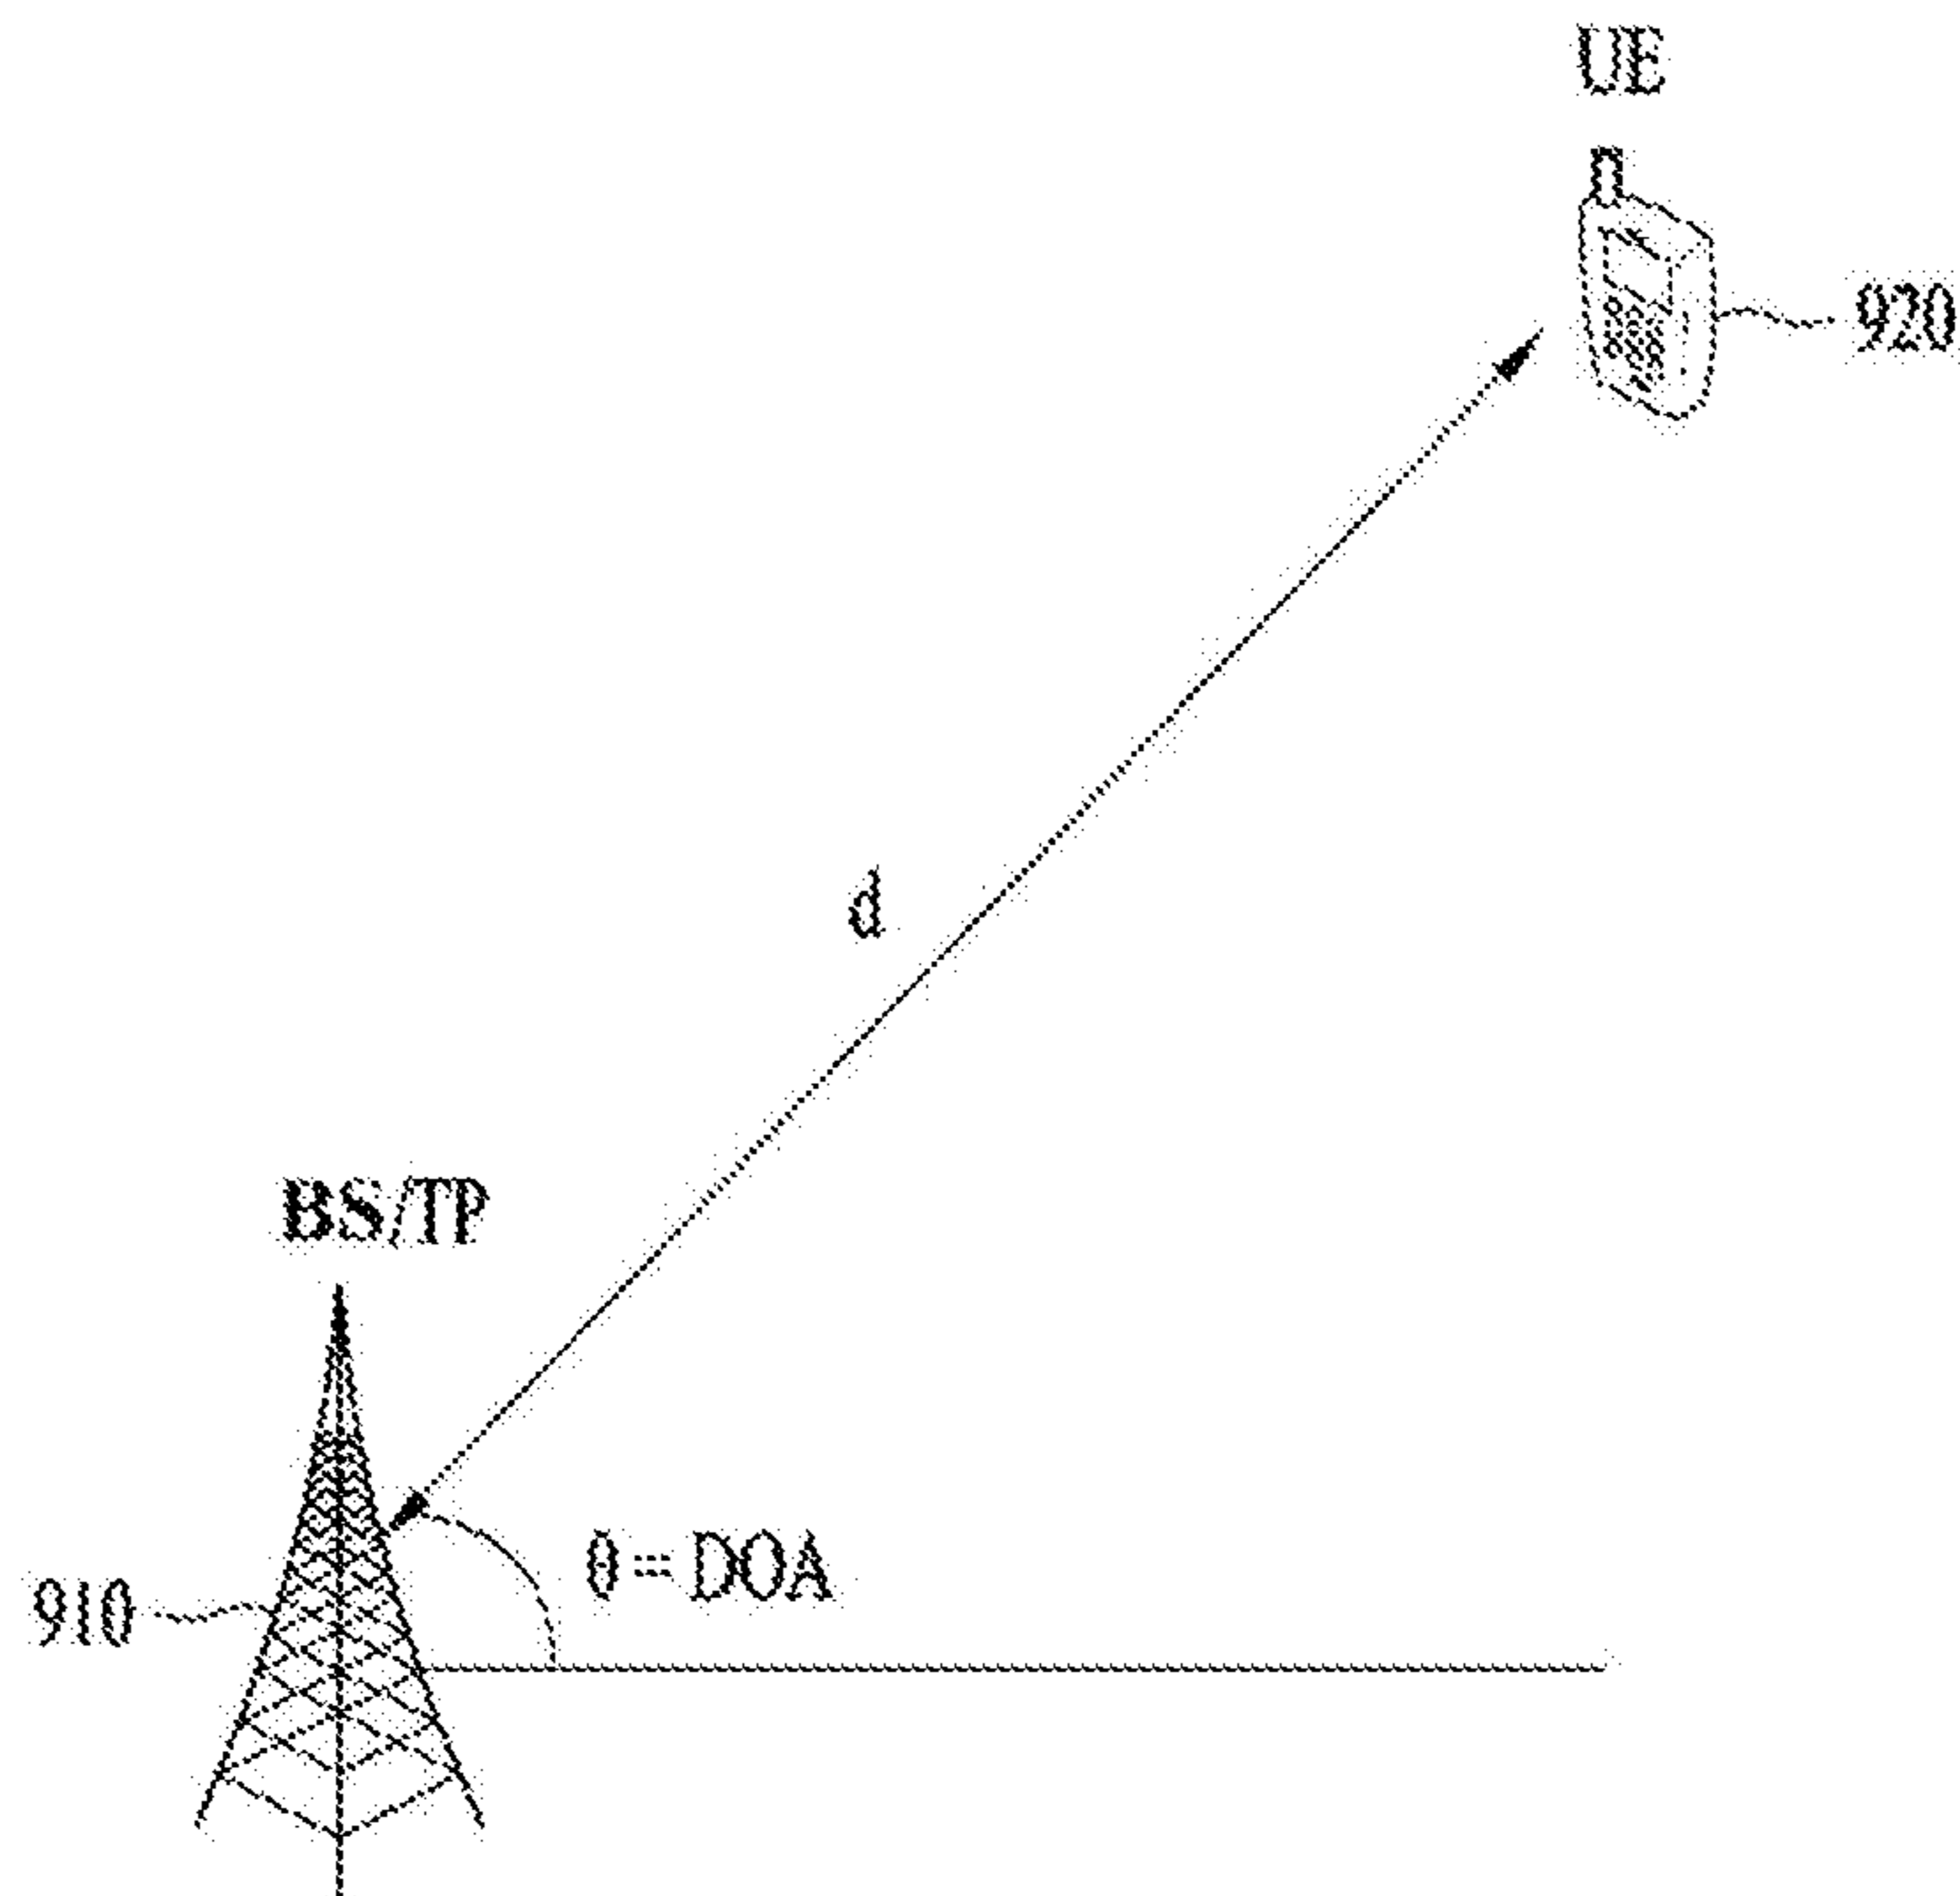 UE
920
d
BS/TP
θ = DOA
910